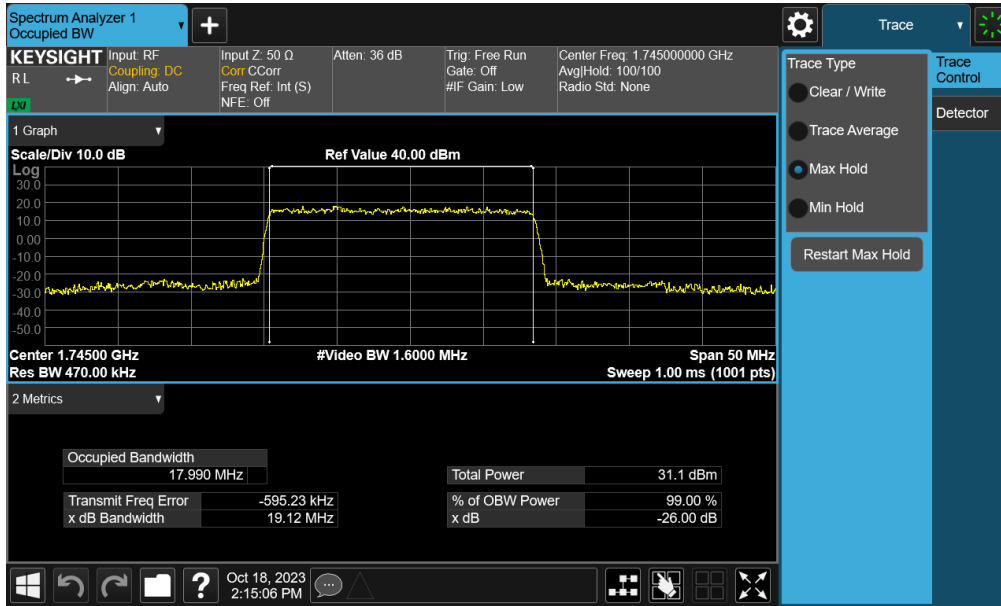 Spectrum Analyzer 1
Occupied BW
+
Trace
KEYSIGHT
R L
LXI
Input: RF
Coupling: DC
Align: Auto
Input Z: 50 Ω
Corr CCorr
Freq Ref: Int (S)
NFE: Off
Atten: 36 dB
Trig: Free Run
Gate: Off
#IF Gain: Low
Center Freq: 1.745000000 GHz
Avg|Hold: 100/100
Radio Std: None
Trace Type
Clear / Write
Trace Average
Max Hold
Min Hold
Restart Max Hold
Trace
Control
Detector
1 Graph
Scale/Div 10.0 dB
Ref Value 40.00 dBm
Log
30.0
20.0
10.0
0.00
-10.0
-20.0
-30.0
-40.0
-50.0
Center 1.74500 GHz
#Video BW 1.6000 MHz
Span 50 MHz
Res BW 470.00 kHz
Sweep 1.00 ms (1001 pts)
2 Metrics
Occupied Bandwidth
17.990 MHz
Total Power 31.1 dBm
Transmit Freq Error -595.23 kHz
% of OBW Power 99.00 %
x dB Bandwidth 19.12 MHz
x dB -26.00 dB
?
Oct 18, 2023
2:15:06 PM